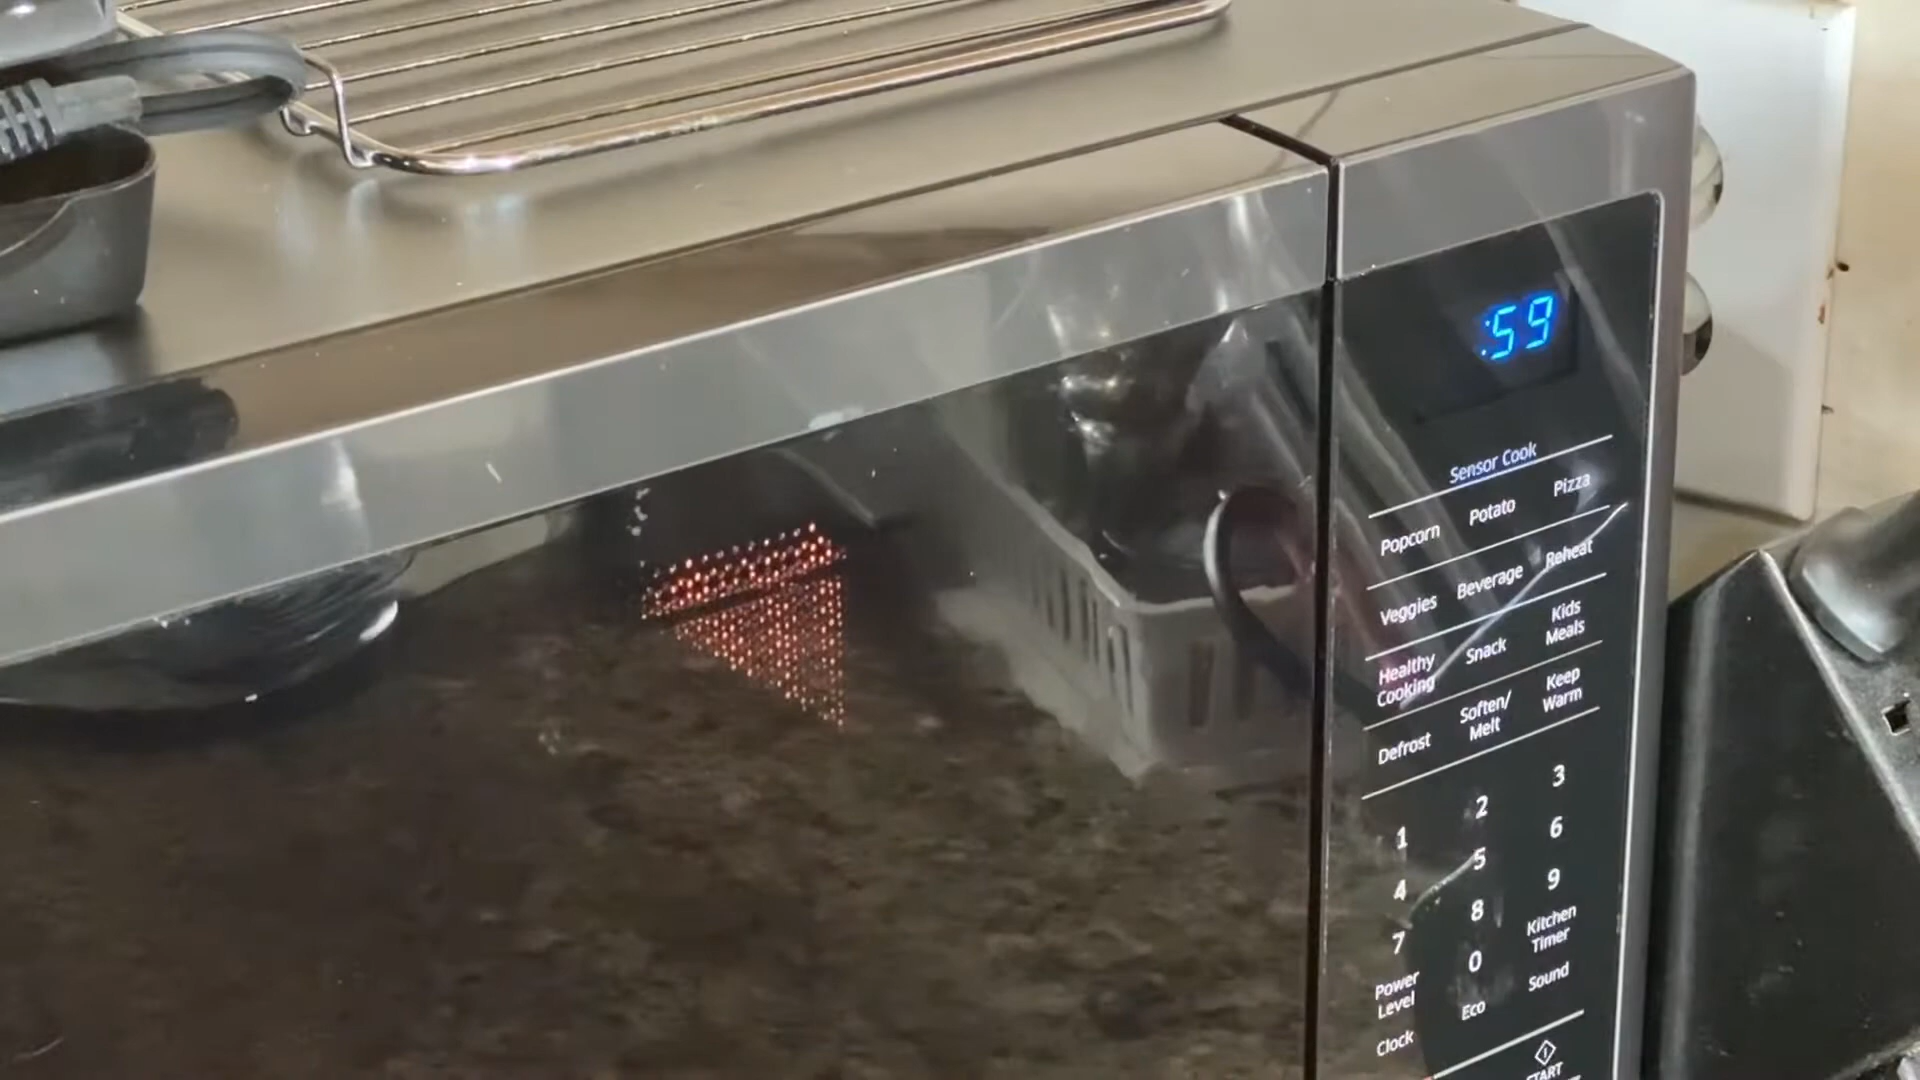 :59
Sensor Cook
Popcorn Potato Pizza
Veggies Beverage Reheat
Healthy Cooking Snack Kids Meals
Defrost Soften/ Melt Keep Warm
1 2 3
4 5 6
7 8 9
Power Level 0 Kitchen Timer
Clock Eco Sound
START